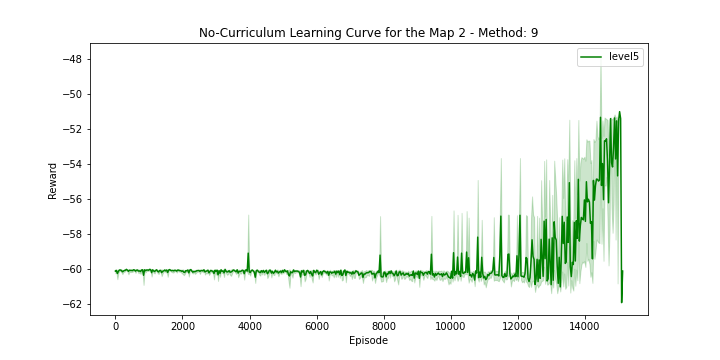 No-Curriculum Learning Curve for the Map 2 - Method: 9
level5
Reward
−48
−50
−52
−54
−56
−58
−60
−62
0 2000 4000 6000 8000 10000 12000 14000
Episode